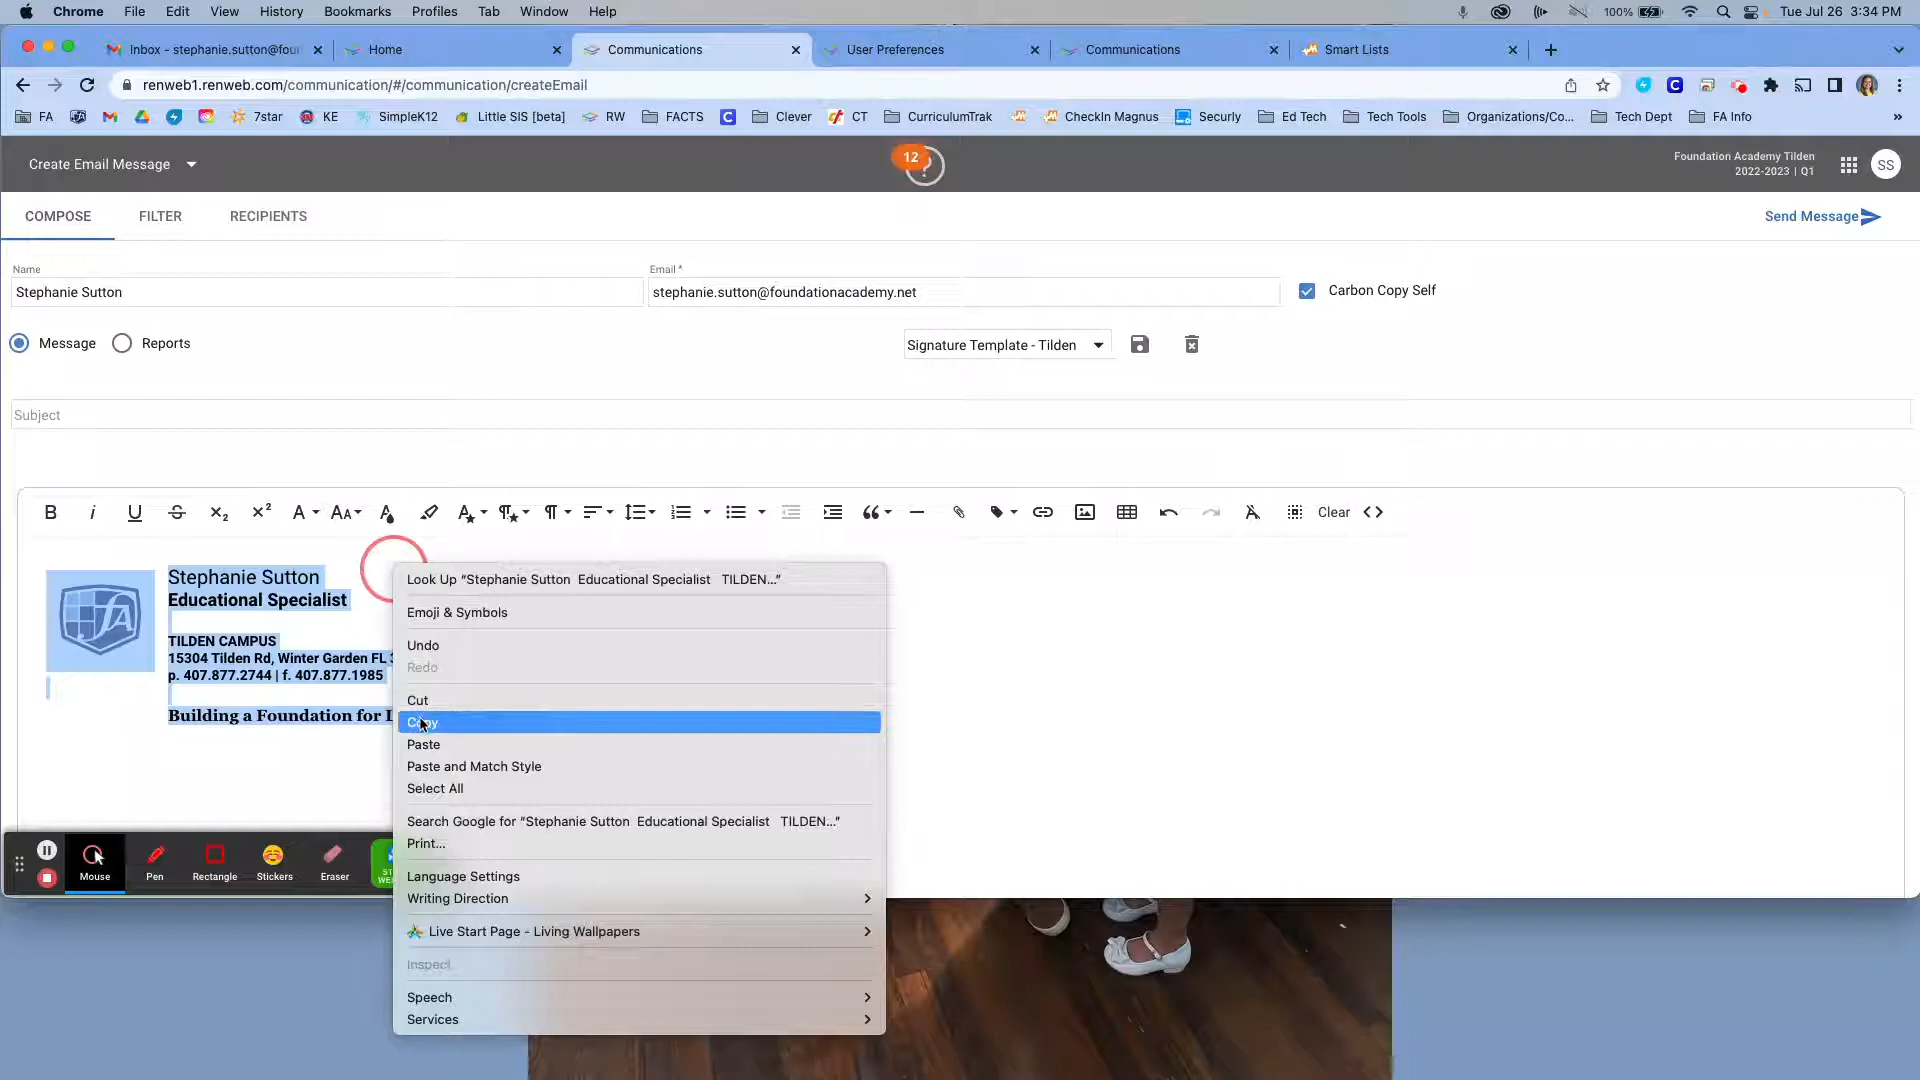 Chrome File Edit View History Bookmarks Profiles Tab Window Help 100% Tue Jul 26 3:34 PM
Inbox - stephanie.sutton@fou Home Communications User Preferences Communications Smart Lists
renweb1.renweb.com/communication/#/communication/createEmail
FA 7star KE SimpleK12 Little SIS [beta] RW FACTS Clever CT CurriculumTrak CheckIn Magnus Securly Ed Tech Tech Tools Organizations/Co... Tech Dept FA Info »
Create Email Message 12 ? Foundation Academy Tilden
2022-2023 | Q1 SS
COMPOSE FILTER RECIPIENTS Send Message
Name Email *
Stephanie Sutton stephanie.sutton@foundationacademy.net Carbon Copy Self
Message Reports Signature Template - Tilden
Subject
Clear
Stephanie Sutton
Educational Specialist
TILDEN CAMPUS
15304 Tilden Rd, Winter Garden FL
p. 407.877.2744 | f. 407.877.1985
Building a Foundation for
Look Up “Stephanie Sutton Educational Specialist TILDEN...”
Emoji & Symbols
Undo
Redo
Cut
Copy
Paste
Paste and Match Style
Select All
Search Google for “Stephanie Sutton Educational Specialist TILDEN...”
Print...
Language Settings
Writing Direction
Live Start Page - Living Wallpapers
Inspect
Speech
Services
Mouse Pen Rectangle Stickers Eraser